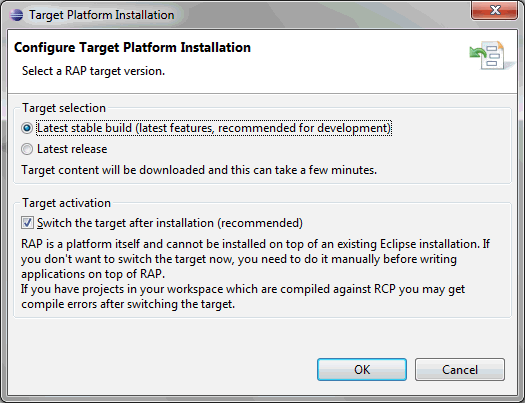 Target Platform Installation
Configure Target Platform Installation
Select a RAP target version.
Target selection
Latest stable build (latest features, recommended for development)
Latest release
Target content will be downloaded and this can take a few minutes.
Target activation
Switch the target after installation (recommended)
RAP is a platform itself and cannot be installed on top of an existing Eclipse installation. If
you don't want to switch the target now, you need to do it manually before writing
applications on top of RAP.
If you have projects in your workspace which are compiled against RCP you may get
compile errors after switching the target.
OK
Cancel